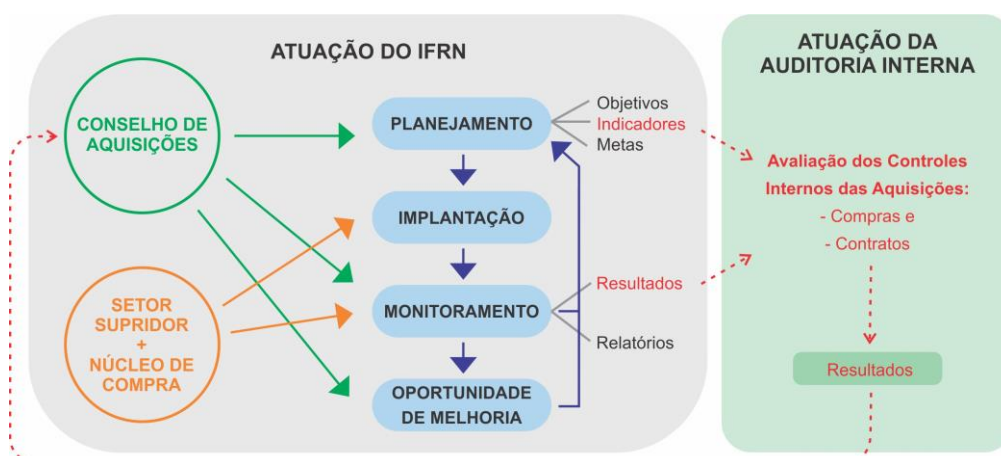 ATUAÇÃO DO IFRN
CONSELHO DE
AQUISIÇÕES
SETOR
SUPRIDOR
+
NÚCLEO DE
COMPRA
PLANEJAMENTO
Objetivos
Indicadores
Metas
IMPLANTAÇÃO
MONITORAMENTO
Resultados
Relatórios
OPORTUNIDADE
DE MELHORIA
ATUAÇÃO DA
AUDITORIA INTERNA
Avaliação dos Controles
Internos das Aquisições:
- Compras e
- Contratos
Resultados